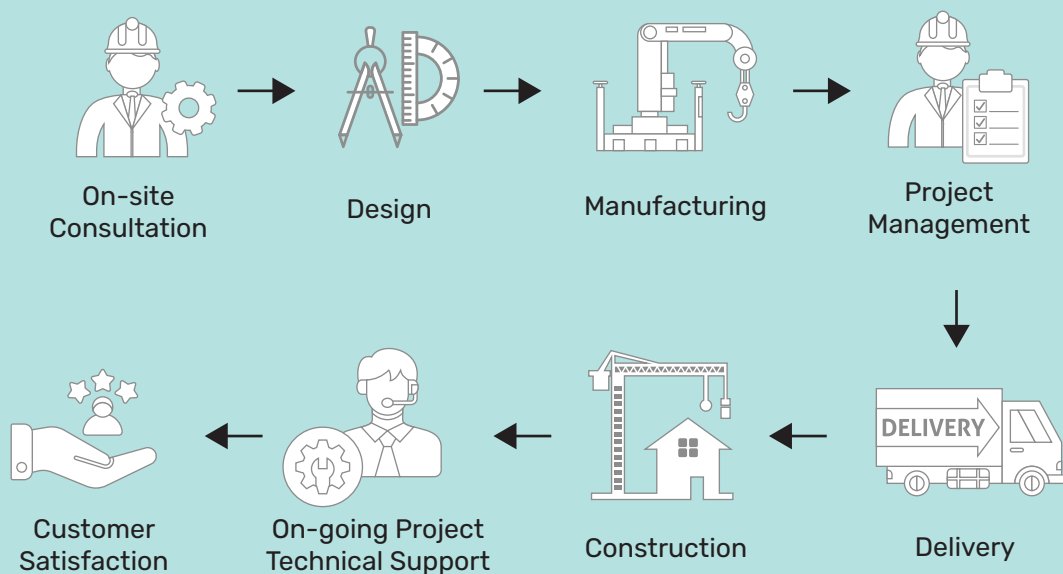 On-site
Consultation
Design
Manufacturing
Project
Management
DELIVERY
Delivery
Construction
On-going Project
Technical Support
Customer
Satisfaction